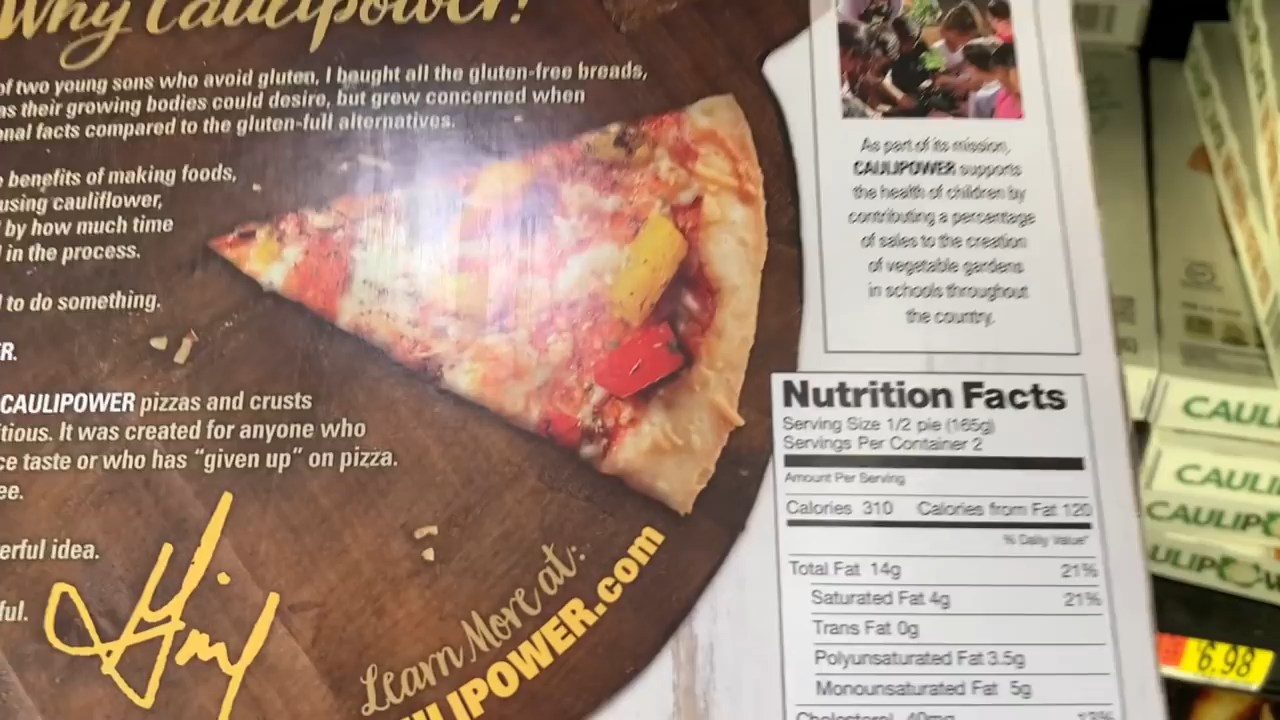 Why Caulipower?
of two young sons who avoid gluten, I bought all the gluten-free breads,
as their growing bodies could desire, but grew concerned when
onal facts compared to the gluten-full alternatives.
benefits of making foods,
using cauliflower,
by how much time
in the process.
to do something.
R.
CAULIPOWER pizzas and crusts
itious. It was created for anyone who
ce taste or who has "given up" on pizza.
ee.
erful idea.
ful.
Learn More at:
ULIPOWER.com
As part of its mission,
CAULIPOWER supports
the health of children by
contributing a percentage
of sales to the creation
of vegetable gardens
in schools throughout
the country.
Nutrition Facts
Serving Size 1/2 pie (165g)
Servings Per Container 2
Amount Per Serving
Calories 310 Calories from Fat 120
% Daily Value*
Total Fat 14g 21%
Saturated Fat 4g 21%
Trans Fat 0g
Polyunsaturated Fat 3.5g
Monounsaturated Fat 5g
Cholesterol 40mg 13%
CAUL
CAULI
CAULIPO
ULIPOW
6.98